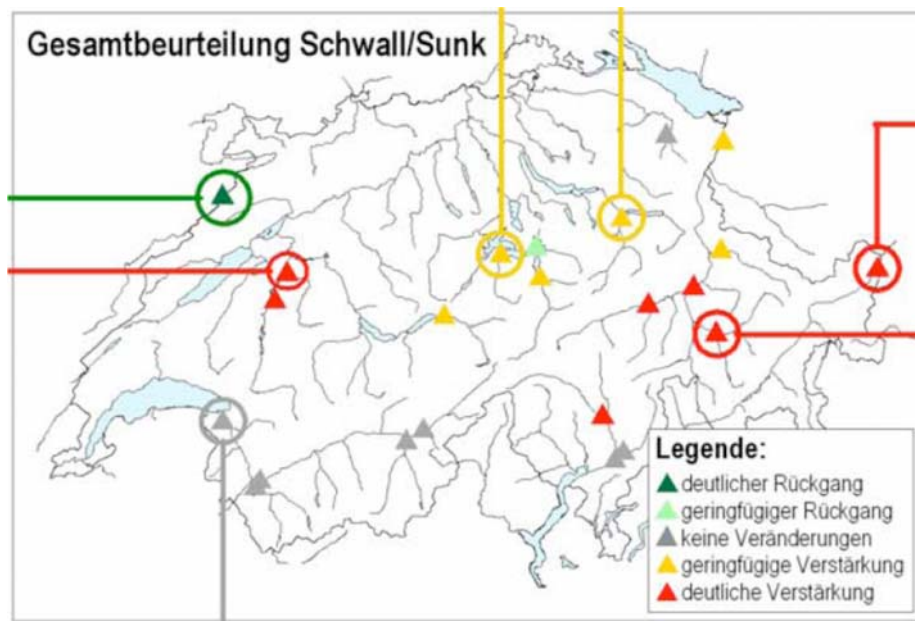 Gesamtbeurteilung Schwall/Sunk
Legende:
deutlicher Rückgang
geringfügiger Rückgang
keine Veränderungen
geringfügige Verstärkung
deutliche Verstärkung